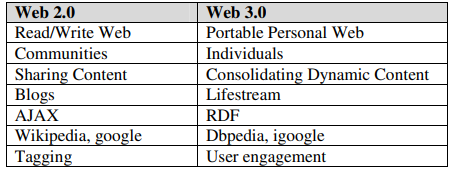 Web 2.0 Web 3.0
Read/Write Web Portable Personal Web
Communities Individuals
Sharing Content Consolidating Dynamic Content
Blogs Lifestream
AJAX RDF
Wikipedia, google Dbpedia, igoogle
Tagging User engagement